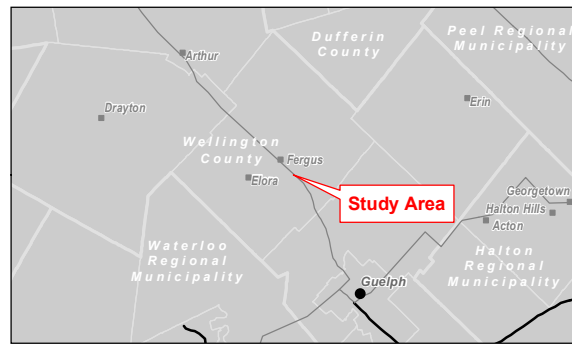 Dufferin
County
Peel Regional
Municipality
Arthur
Drayton
Erin
Wellington
County
Fergus
Elora
Study Area
Georgetown
Halton Hills
Acton
Waterloo
Regional
Municipality
Halton
Regional
Municipality
Guelph